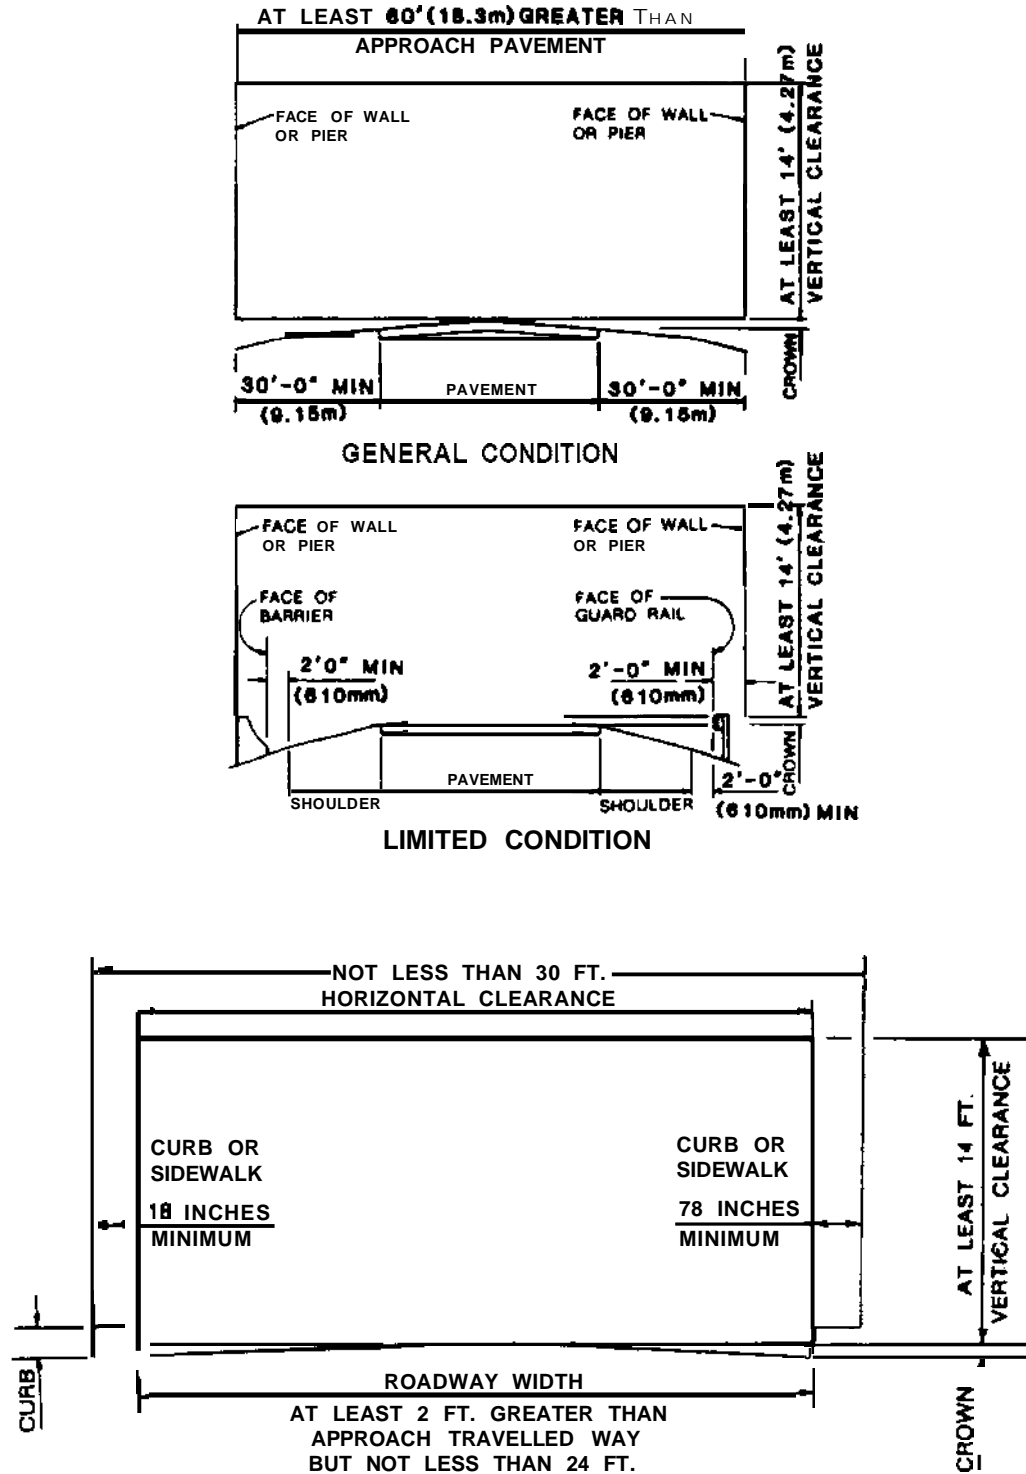 AT LEAST 60'(18.3m)GREATER THAN
APPROACH PAVEMENT
FACE OF WALL
OR PIER
FACE OF WALL
OR PIER
AT LEAST 14' (4.27m)
VERTICAL CLEARANCE
CROWN
30'-0" MIN
(9.15m)
PAVEMENT
30'-0" MIN
(9.15m)
GENERAL CONDITION
FACE OF WALL
OR PIER
FACE OF WALL
OR PIER
AT LEAST 14' (4.27m)
VERTICAL CLEARANCE
FACE OF
BARRIER
FACE OF
GUARD RAIL
2'0" MIN
(610mm)
2'-0" MIN
(610mm)
CROWN
PAVEMENT
SHOULDER
SHOULDER
2'-0"
(610mm) MIN
LIMITED CONDITION
NOT LESS THAN 30 FT.
HORIZONTAL CLEARANCE
CURB OR
SIDEWALK
18 INCHES
MINIMUM
CURB OR
SIDEWALK
78 INCHES
MINIMUM
AT LEAST 14 FT.
VERTICAL CLEARANCE
CURB
CROWN
ROADWAY WIDTH
AT LEAST 2 FT. GREATER THAN
APPROACH TRAVELLED WAY
BUT NOT LESS THAN 24 FT.